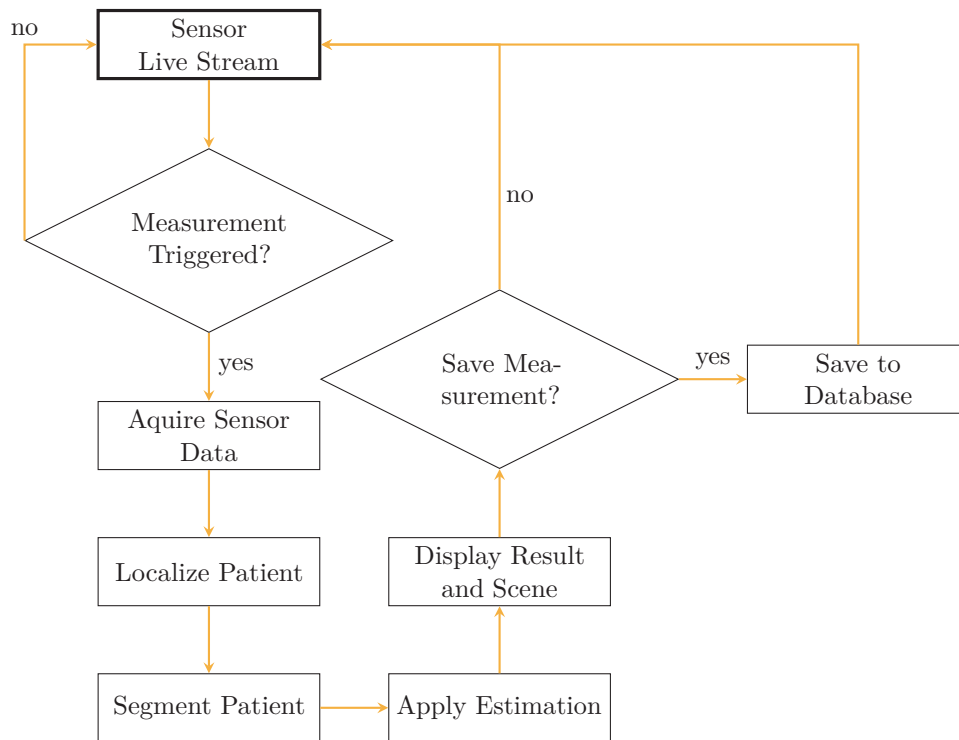 no
Sensor
Live Stream
Measurement
Triggered?
no
yes
Save Mea-
surement?
yes
Save to
Database
Aquire Sensor
Data
Localize Patient
Display Result
and Scene
Segment Patient
Apply Estimation